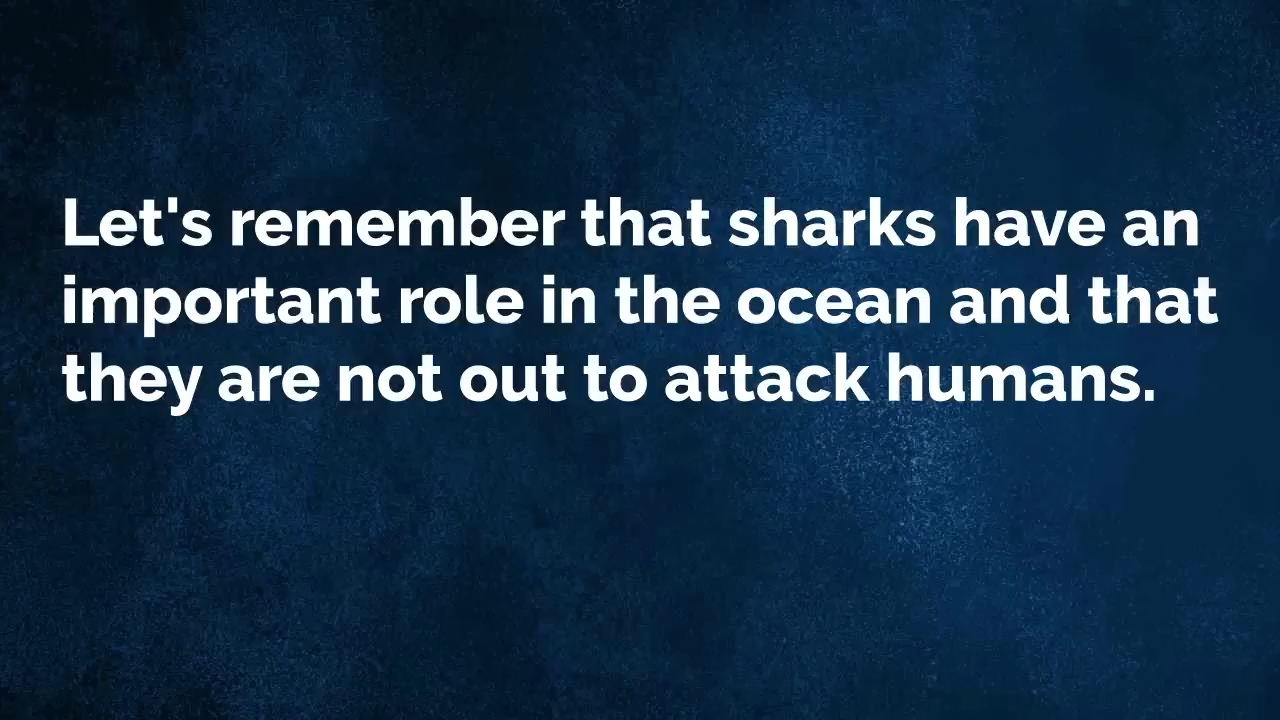 Let's remember that sharks have an
important role in the ocean and that
they are not out to attack humans.